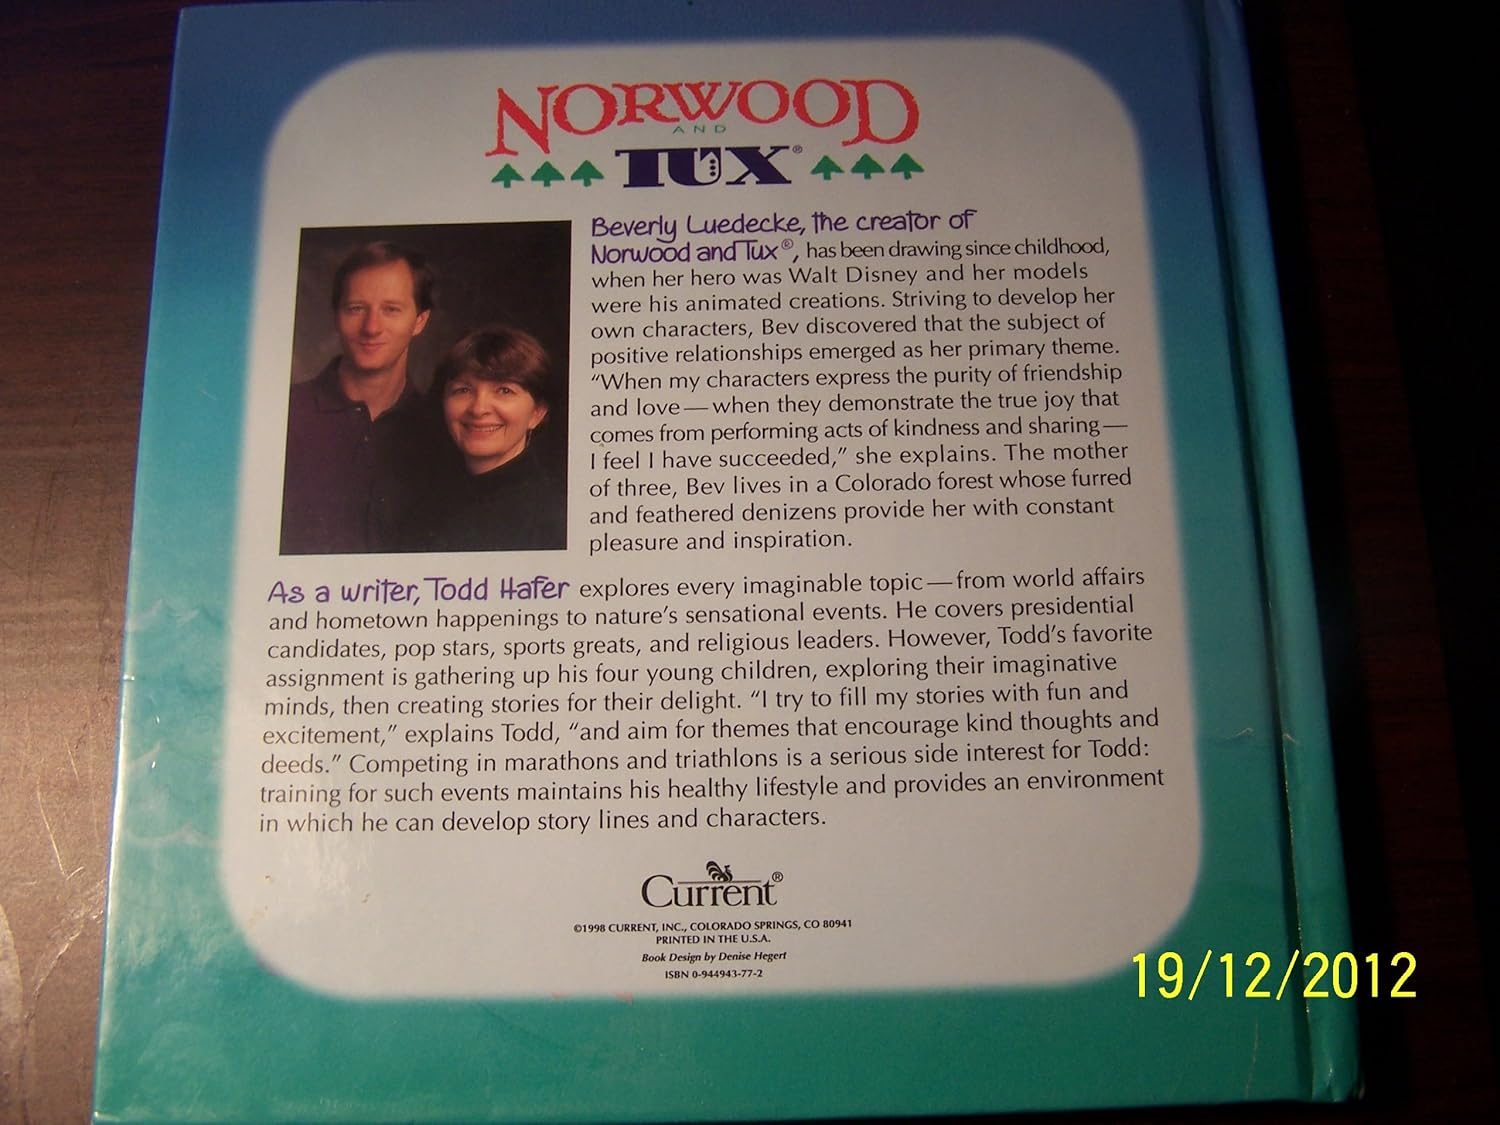 NORWOOD
AND
TUX®
Beverly Luedecke, the creator of
Norwood and Tux®, has been drawing since childhood,
when her hero was Walt Disney and her models
were his animated creations. Striving to develop her
own characters, Bev discovered that the subject of
positive relationships emerged as her primary theme.
“When my characters express the purity of friendship
and love—when they demonstrate the true joy that
comes from performing acts of kindness and sharing—
I feel I have succeeded,” she explains. The mother
of three, Bev lives in a Colorado forest whose furred
and feathered denizens provide her with constant
pleasure and inspiration.
As a writer, Todd Hafer explores every imaginable topic—from world affairs
and hometown happenings to nature’s sensational events. He covers presidential
candidates, pop stars, sports greats, and religious leaders. However, Todd’s favorite
assignment is gathering up his four young children, exploring their imaginative
minds, then creating stories for their delight. “I try to fill my stories with fun and
excitement,” explains Todd, “and aim for themes that encourage kind thoughts and
deeds.” Competing in marathons and triathlons is a serious side interest for Todd:
training for such events maintains his healthy lifestyle and provides an environment
in which he can develop story lines and characters.
Current®
©1998 CURRENT, INC., COLORADO SPRINGS, CO 80941
PRINTED IN THE U.S.A.
Book Design by Denise Hegert
ISBN 0-944943-77-2
19/12/2012